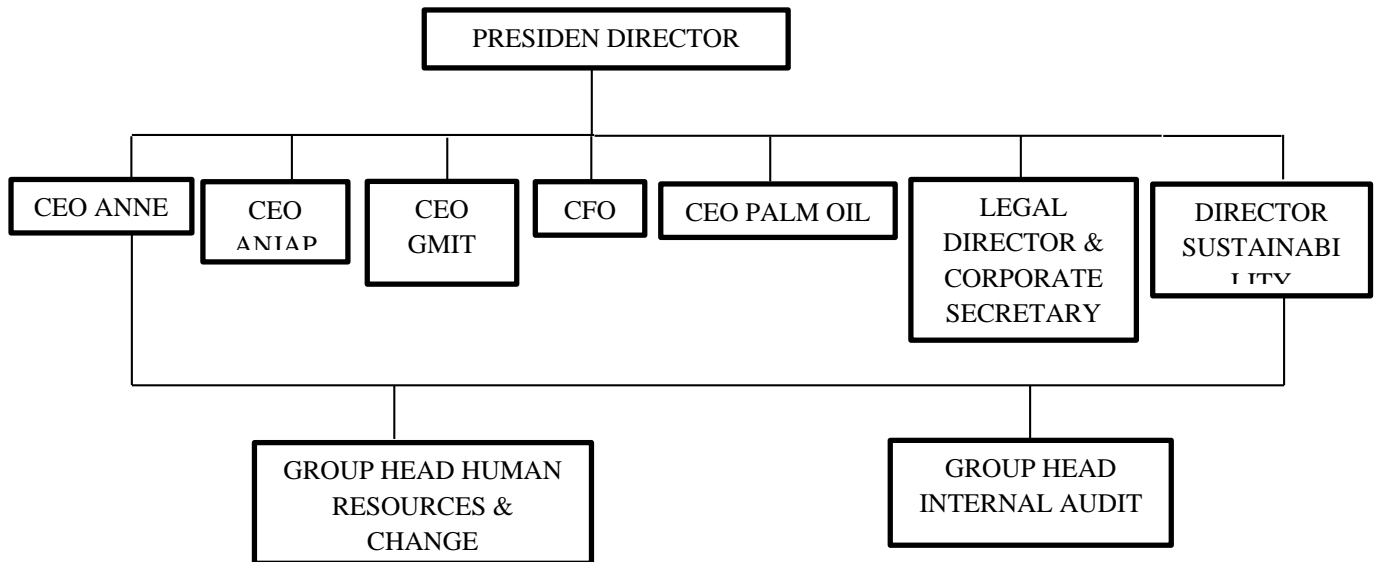 PRESIDEN DIRECTOR
CEO ANNE
CEO
CEO
GMIT
CFO
CEO PALM OIL
LEGAL
DIRECTOR &
CORPORATE
SECRETARY
DIRECTOR
SUSTAINABI
LITY
GROUP HEAD HUMAN
RESOURCES &
CHANGE
GROUP HEAD
INTERNAL AUDIT